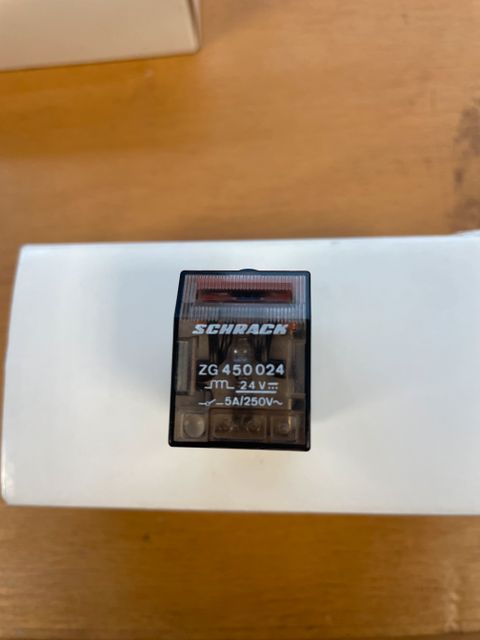 SCHRACK
ZG 450 024
24 V ⎓
5A/250V~